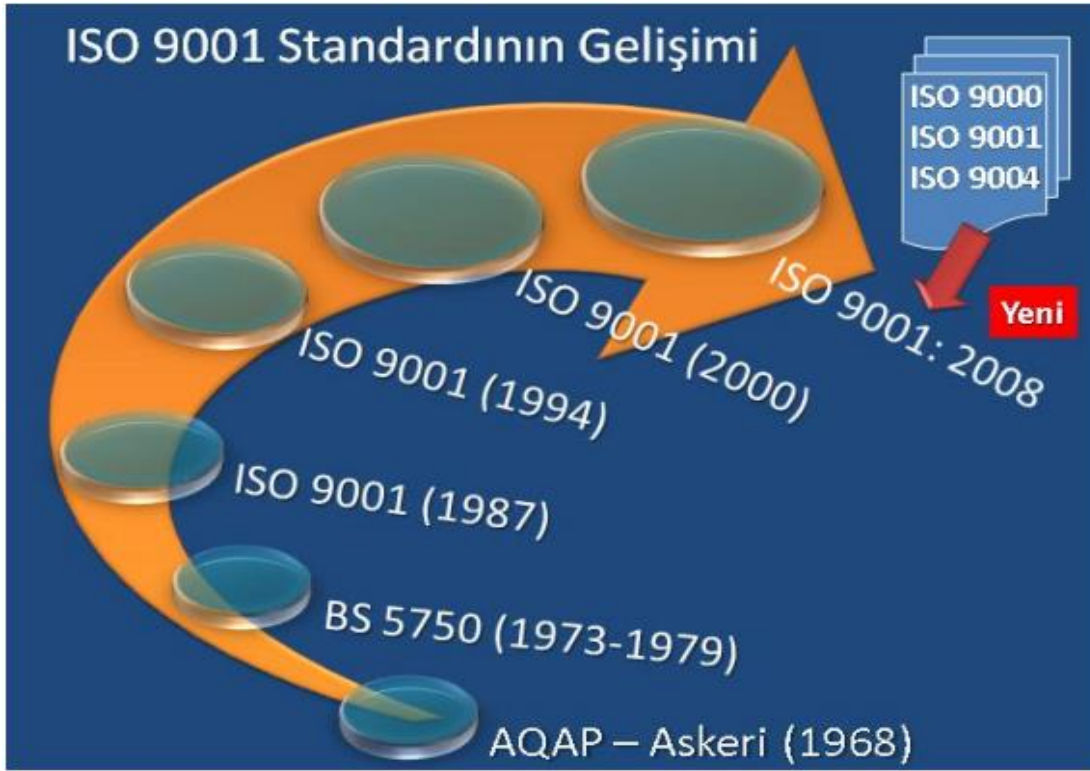 ISO 9001 Standardının Gelişimi
ISO 9000
ISO 9001
ISO 9004
Yeni
ISO 9001: 2008
ISO 9001 (2000)
ISO 9001 (1994)
ISO 9001 (1987)
BS 5750 (1973-1979)
AQAP – Askeri (1968)